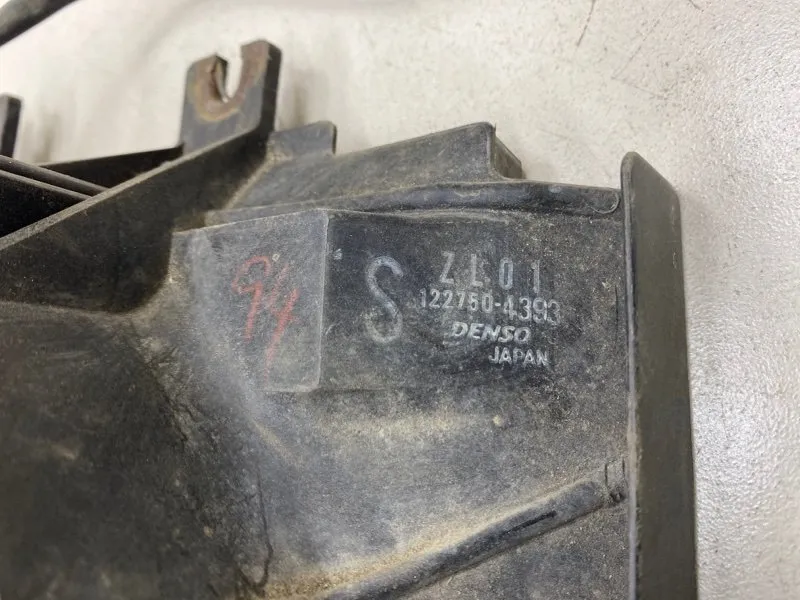 94
S
ZL01
122750-4393
DENSO
JAPAN